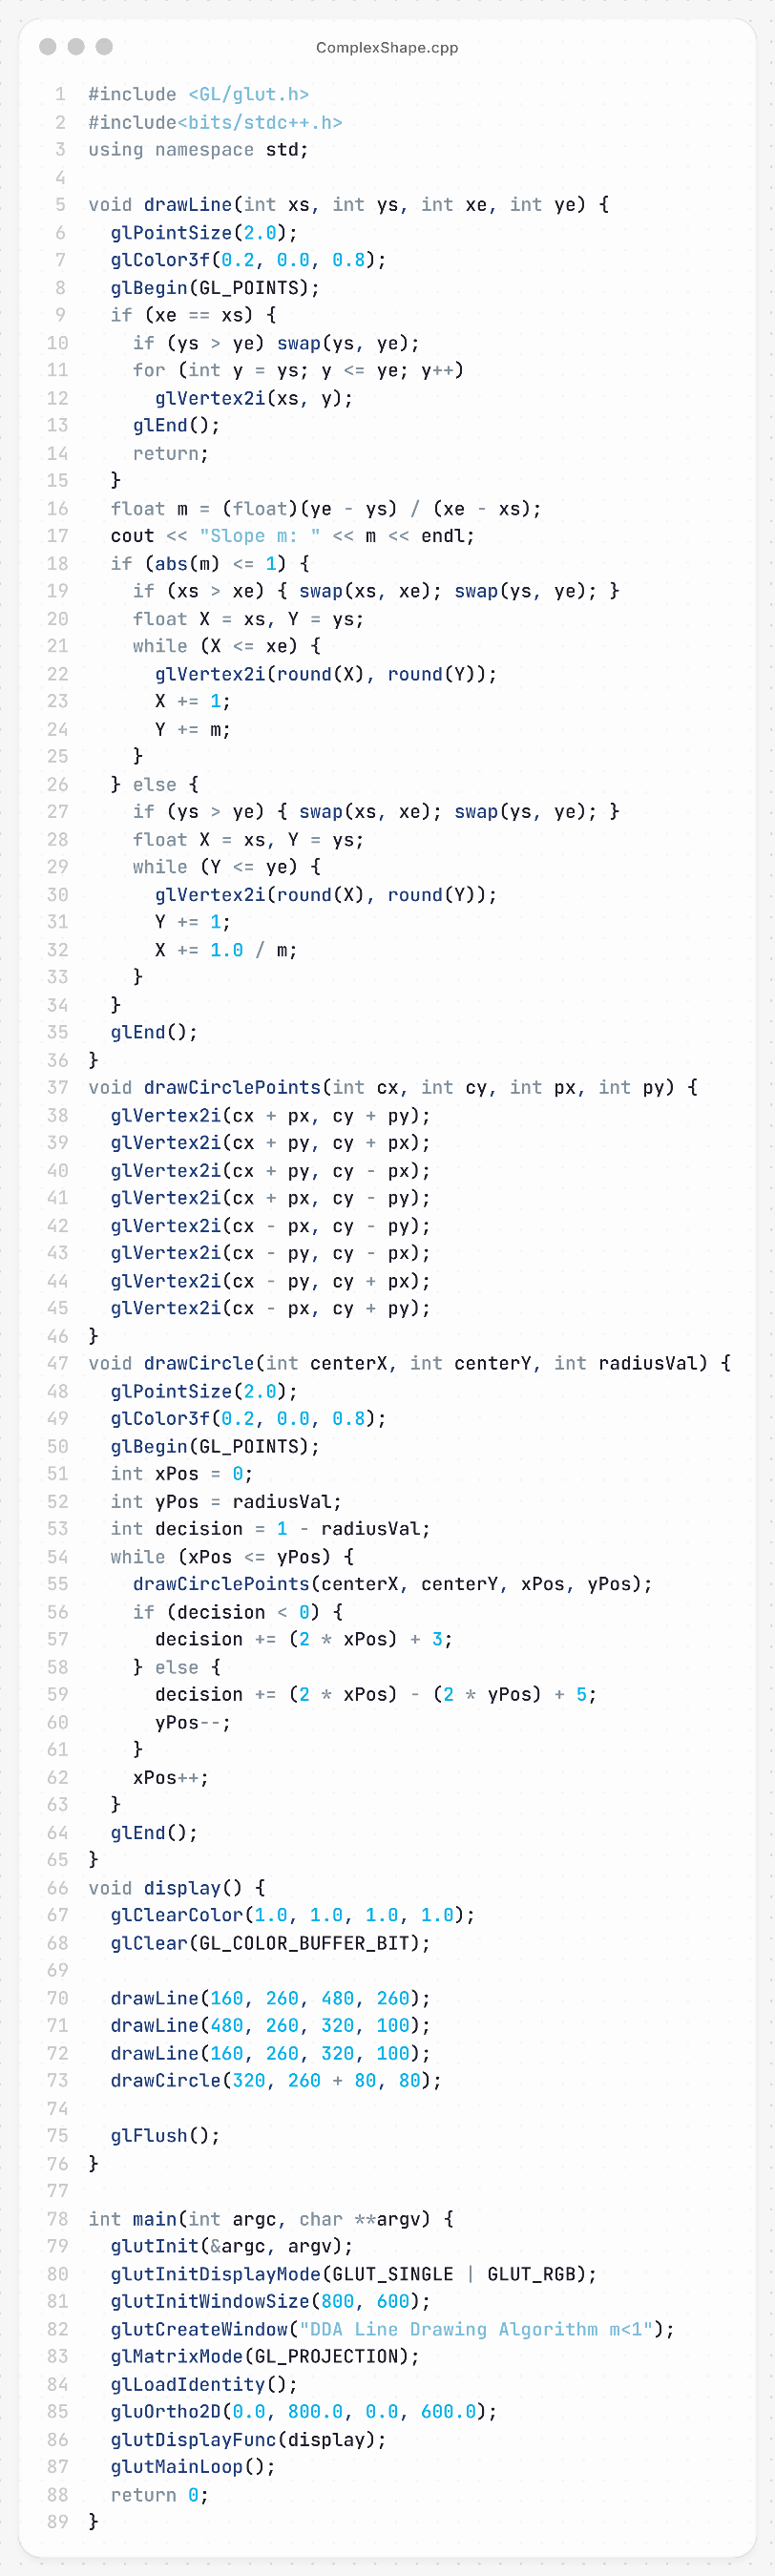 ComplexShape.cpp
1 #include <GL/glut.h>
2 #include<bits/stdc++.h>
3 using namespace std;
4
5 void drawLine(int xs, int ys, int xe, int ye) {
6   glPointSize(2.0);
7   glColor3f(0.2, 0.0, 0.8);
8   glBegin(GL_POINTS);
9   if (xe == xs) {
10     if (ys > ye) swap(ys, ye);
11     for (int y = ys; y <= ye; y++)
12       glVertex2i(xs, y);
13     glEnd();
14     return;
15   }
16   float m = (float)(ye - ys) / (xe - xs);
17   cout << "Slope m: " << m << endl;
18   if (abs(m) <= 1) {
19     if (xs > xe) { swap(xs, xe); swap(ys, ye); }
20     float X = xs, Y = ys;
21     while (X <= xe) {
22       glVertex2i(round(X), round(Y));
23       X += 1;
24       Y += m;
25     }
26   } else {
27     if (ys > ye) { swap(xs, xe); swap(ys, ye); }
28     float X = xs, Y = ys;
29     while (Y <= ye) {
30       glVertex2i(round(X), round(Y));
31       Y += 1;
32       X += 1.0 / m;
33     }
34   }
35   glEnd();
36 }
37 void drawCirclePoints(int cx, int cy, int px, int py) {
38   glVertex2i(cx + px, cy + py);
39   glVertex2i(cx + py, cy + px);
40   glVertex2i(cx + py, cy - px);
41   glVertex2i(cx + px, cy - py);
42   glVertex2i(cx - px, cy - py);
43   glVertex2i(cx - py, cy - px);
44   glVertex2i(cx - py, cy + px);
45   glVertex2i(cx - px, cy + py);
46 }
47 void drawCircle(int centerX, int centerY, int radiusVal) {
48   glPointSize(2.0);
49   glColor3f(0.2, 0.0, 0.8);
50   glBegin(GL_POINTS);
51   int xPos = 0;
52   int yPos = radiusVal;
53   int decision = 1 - radiusVal;
54   while (xPos <= yPos) {
55     drawCirclePoints(centerX, centerY, xPos, yPos);
56     if (decision < 0) {
57       decision += (2 * xPos) + 3;
58     } else {
59       decision += (2 * xPos) - (2 * yPos) + 5;
60       yPos--;
61     }
62     xPos++;
63   }
64   glEnd();
65 }
66 void display() {
67   glClearColor(1.0, 1.0, 1.0, 1.0);
68   glClear(GL_COLOR_BUFFER_BIT);
69
70   drawLine(160, 260, 480, 260);
71   drawLine(480, 260, 320, 100);
72   drawLine(160, 260, 320, 100);
73   drawCircle(320, 260 + 80, 80);
74
75   glFlush();
76 }
77
78 int main(int argc, char **argv) {
79   glutInit(&argc, argv);
80   glutInitDisplayMode(GLUT_SINGLE | GLUT_RGB);
81   glutInitWindowSize(800, 600);
82   glutCreateWindow("DDA Line Drawing Algorithm m<1");
83   glMatrixMode(GL_PROJECTION);
84   glLoadIdentity();
85   gluOrtho2D(0.0, 800.0, 0.0, 600.0);
86   glutDisplayFunc(display);
87   glutMainLoop();
88   return 0;
89 }